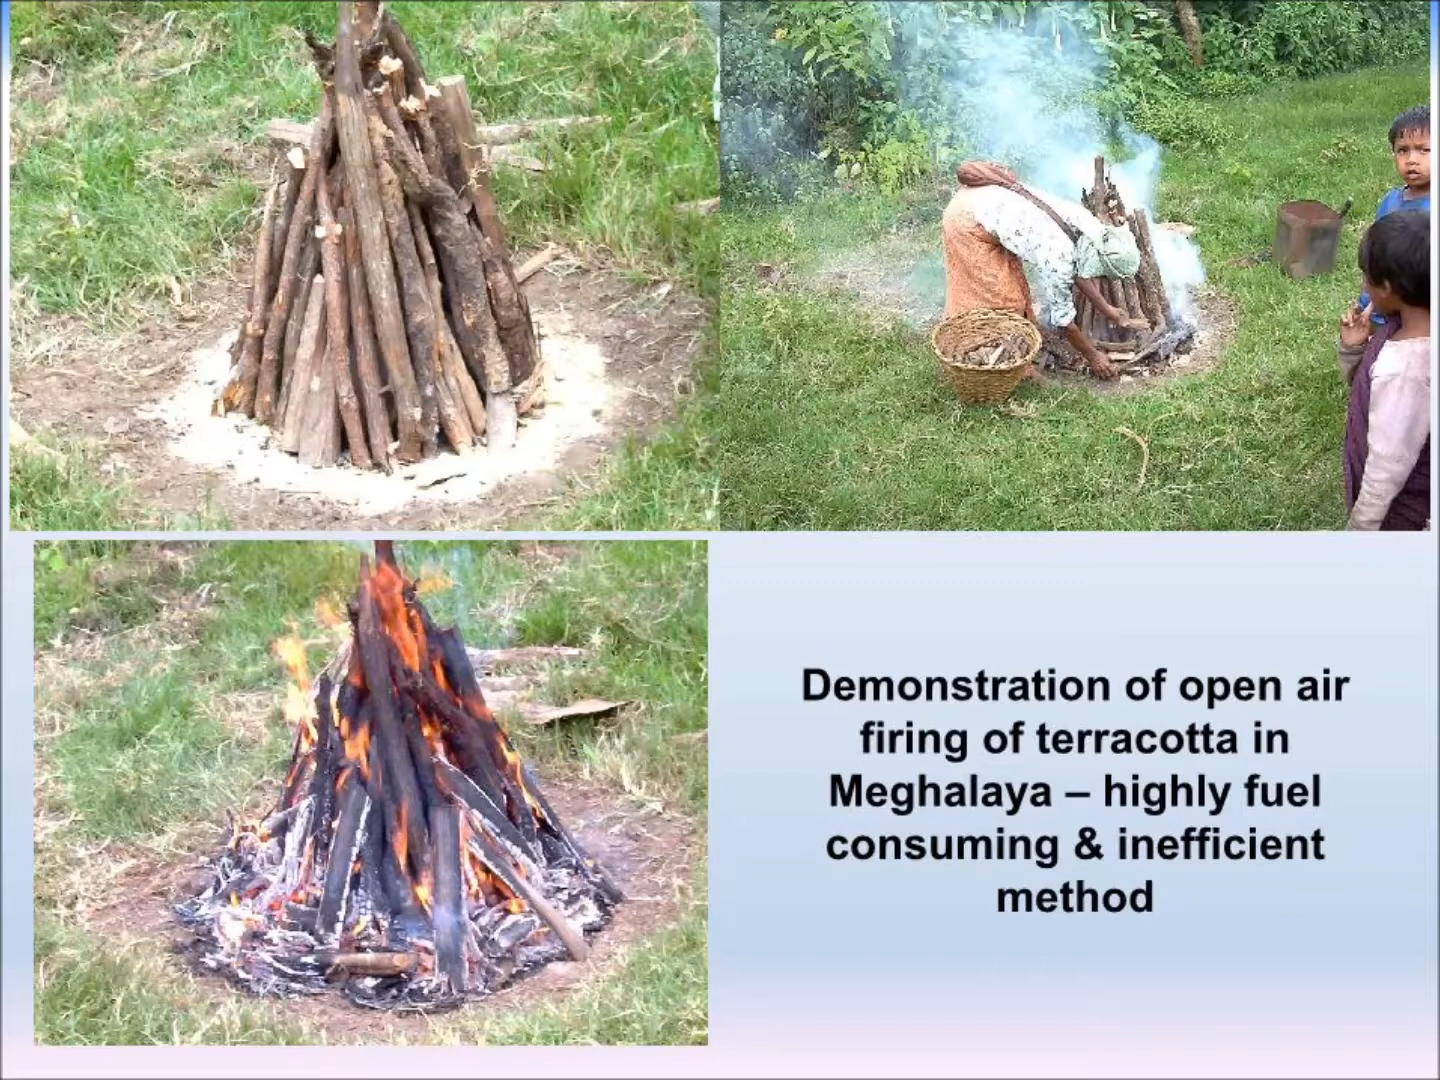 Demonstration of open air
firing of terracotta in
Meghalaya – highly fuel
consuming & inefficient
method